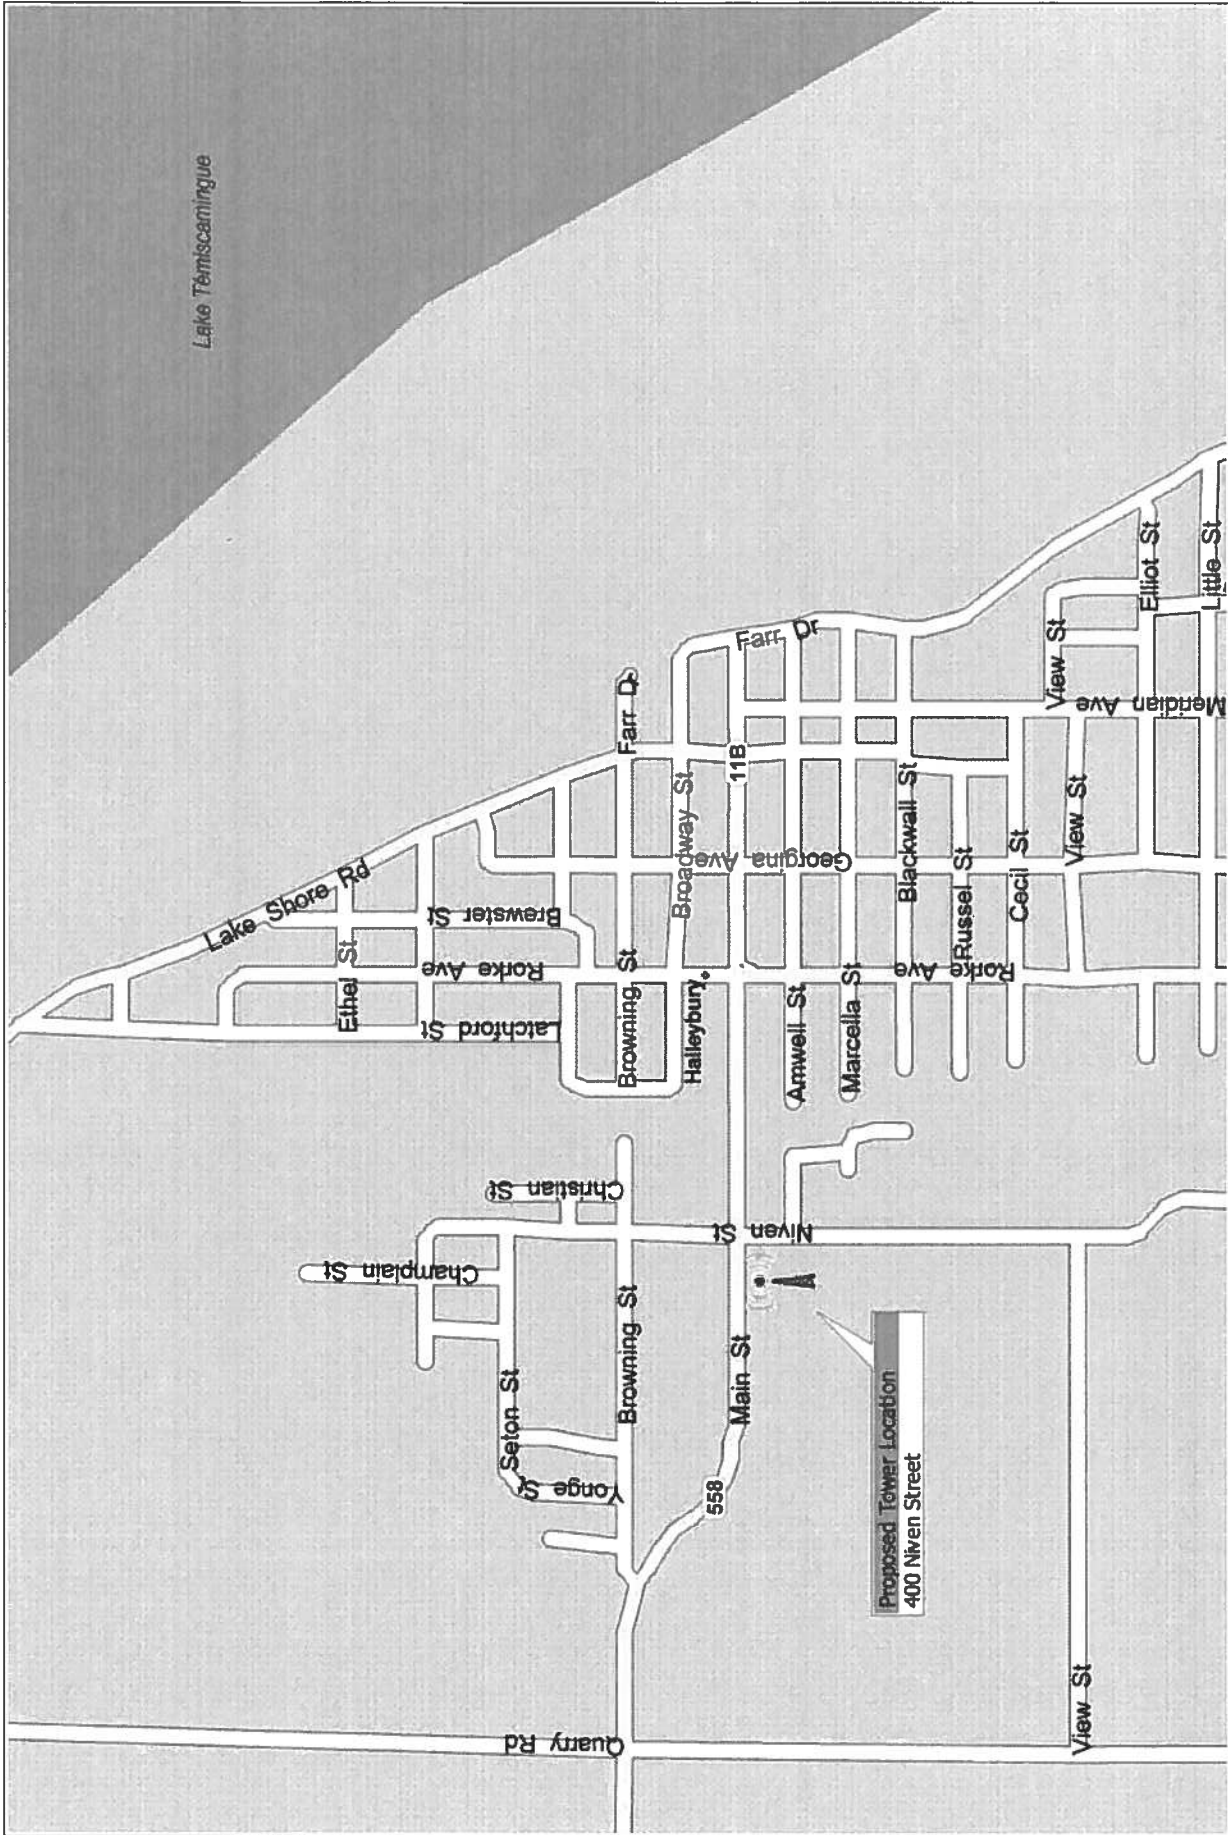 Lake Témiscamingue
Lake Shore Rd
Ethel St
Brewster St
Rorke Ave
Latchford St
Browning St
Farr Dr
Broadway St
Haileybury
Farr Dr
11B
Georgina Ave
Amwell St
Marcella St
Blackwall St
Rorke Ave
Russel St
Cecil St
View St
View St
Meridian Ave
Elliot St
Little St
Christian St
Niven St
Champlain St
Browning St
Seton St
Yonge St
Main St
558
Proposed Tower Location
400 Niven Street
Quarry Rd
View St